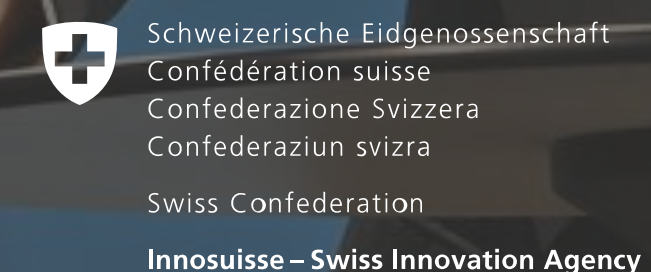 Schweizerische Eidgenossenschaft
Confédération suisse
Confederazione Svizzera
Confederaziun svizra
Swiss Confederation
Innosuisse – Swiss Innovation Agency